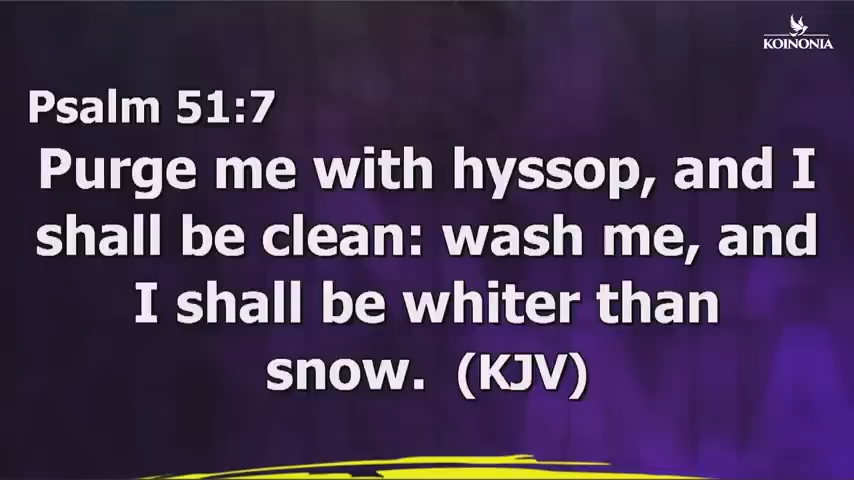 KOINONIA
Psalm 51:7
Purge me with hyssop, and I
shall be clean: wash me, and
I shall be whiter than
snow. (KJV)